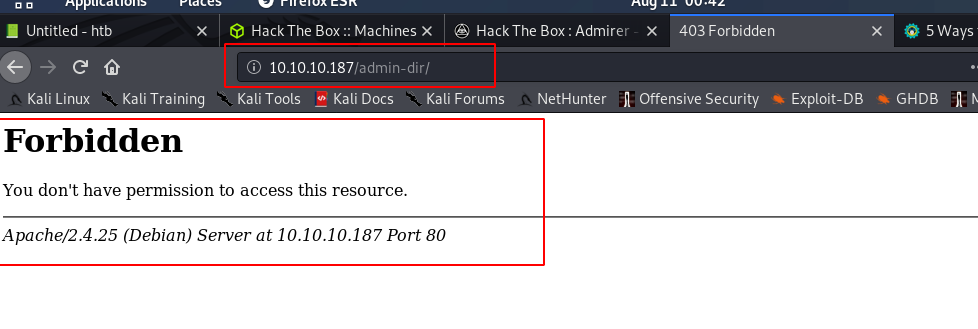 Applications Places Firefox ESR Aug 11 00:42
Untitled - htb Hack The Box :: Machines Hack The Box : Admirer - 403 Forbidden 5 Ways
10.10.10.187/admin-dir/
Kali Linux Kali Training Kali Tools Kali Docs Kali Forums NetHunter Offensive Security Exploit-DB GHDB M
Forbidden
You don't have permission to access this resource.
Apache/2.4.25 (Debian) Server at 10.10.10.187 Port 80